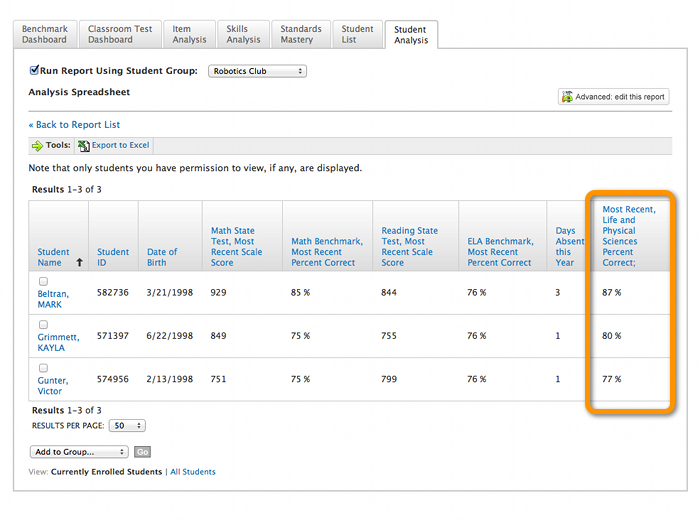 Benchmark Dashboard
Classroom Test Dashboard
Item Analysis
Skills Analysis
Standards Mastery
Student List
Student Analysis
Run Report Using Student Group: Robotics Club
Analysis Spreadsheet
Advanced: edit this report
« Back to Report List
Tools: Export to Excel
Note that only students you have permission to view, if any, are displayed.
Results 1-3 of 3
Student Name
Student ID
Date of Birth
Math State Test, Most Recent Scale Score
Math Benchmark, Most Recent Percent Correct
Reading State Test, Most Recent Scale Score
ELA Benchmark, Most Recent Percent Correct
Days Absent this Year
Most Recent, Life and Physical Sciences Percent Correct;
Beltran, MARK 582736 3/21/1998 929 85 % 844 76 % 3 87 %
Grimmett, KAYLA 571397 6/22/1998 849 75 % 755 76 % 1 80 %
Gunter, Victor 574956 2/13/1998 751 75 % 799 76 % 1 77 %
Results 1-3 of 3
RESULTS PER PAGE: 50
Add to Group... Go
View: Currently Enrolled Students | All Students